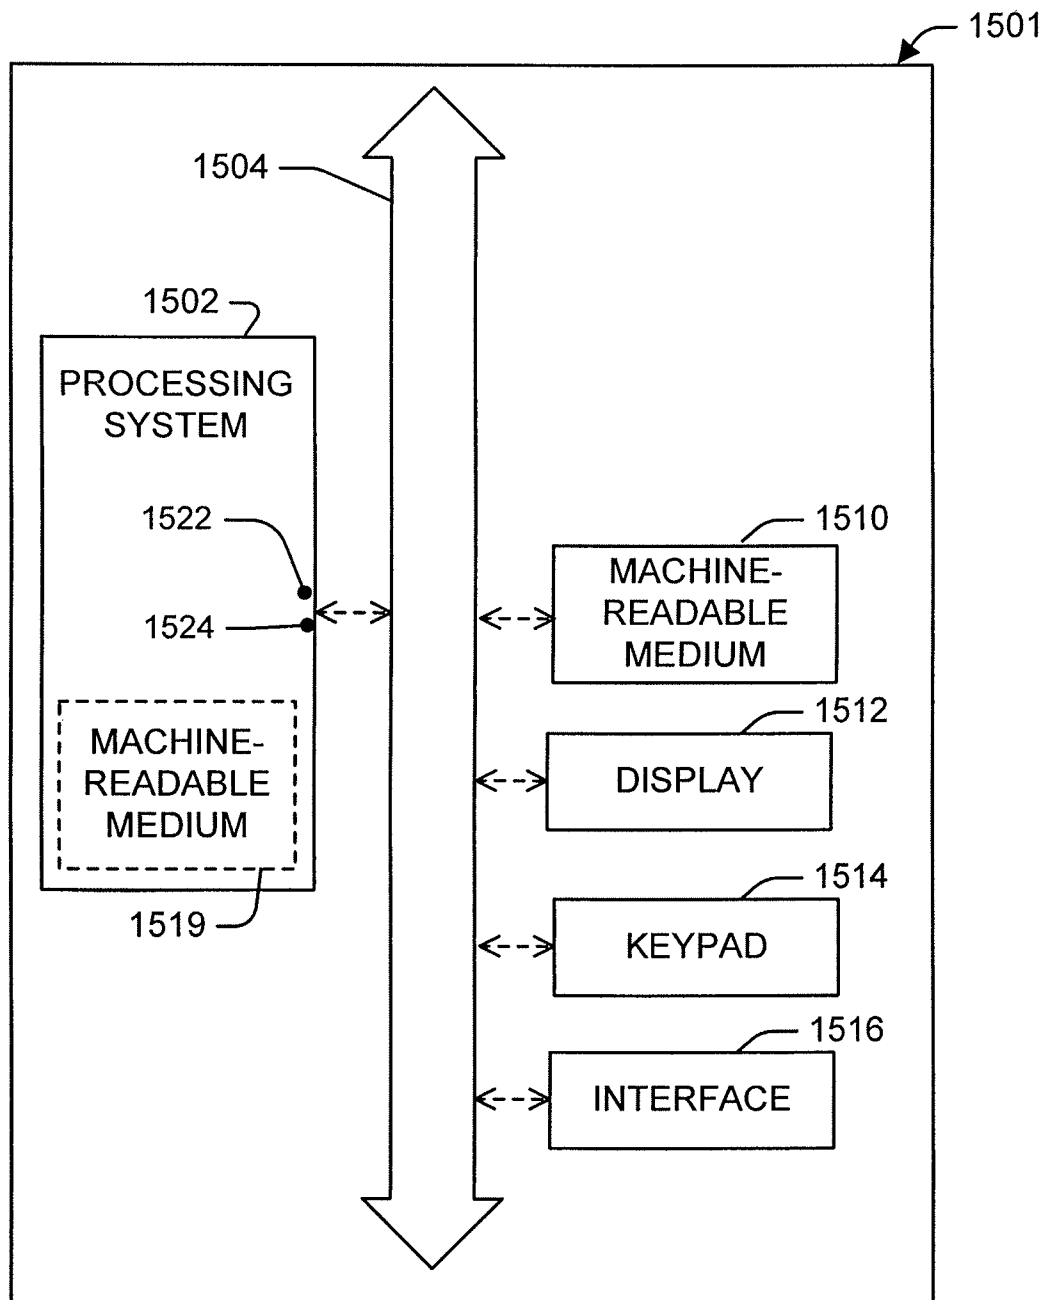 1501
1504
1502
PROCESSING
SYSTEM
1522
1510
MACHINE-
READABLE
MEDIUM
1524
1512
MACHINE-
READABLE
MEDIUM
DISPLAY
1514
1519
KEYPAD
1516
INTERFACE